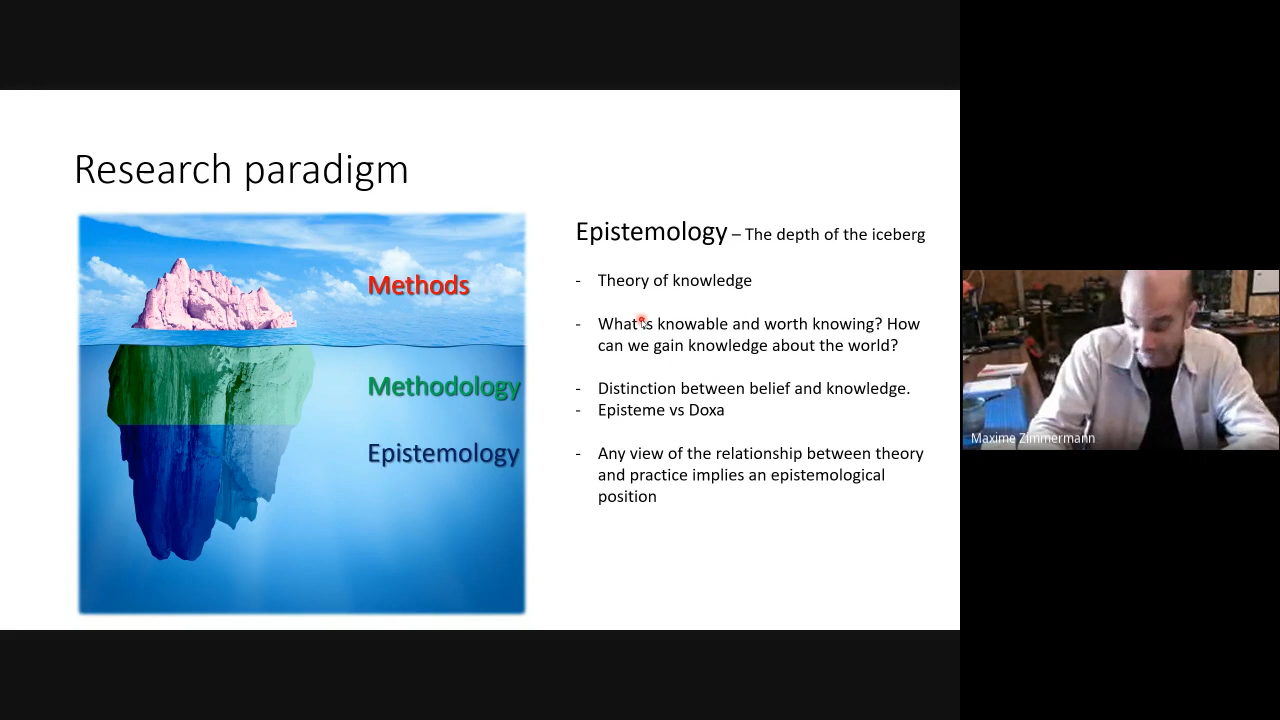 Research paradigm
Methods
Methodology
Epistemology
Epistemology – The depth of the iceberg
- Theory of knowledge
- What is knowable and worth knowing? How
can we gain knowledge about the world?
- Distinction between belief and knowledge.
- Episteme vs Doxa
- Any view of the relationship between theory
and practice implies an epistemological
position
Maxime Zimmermann